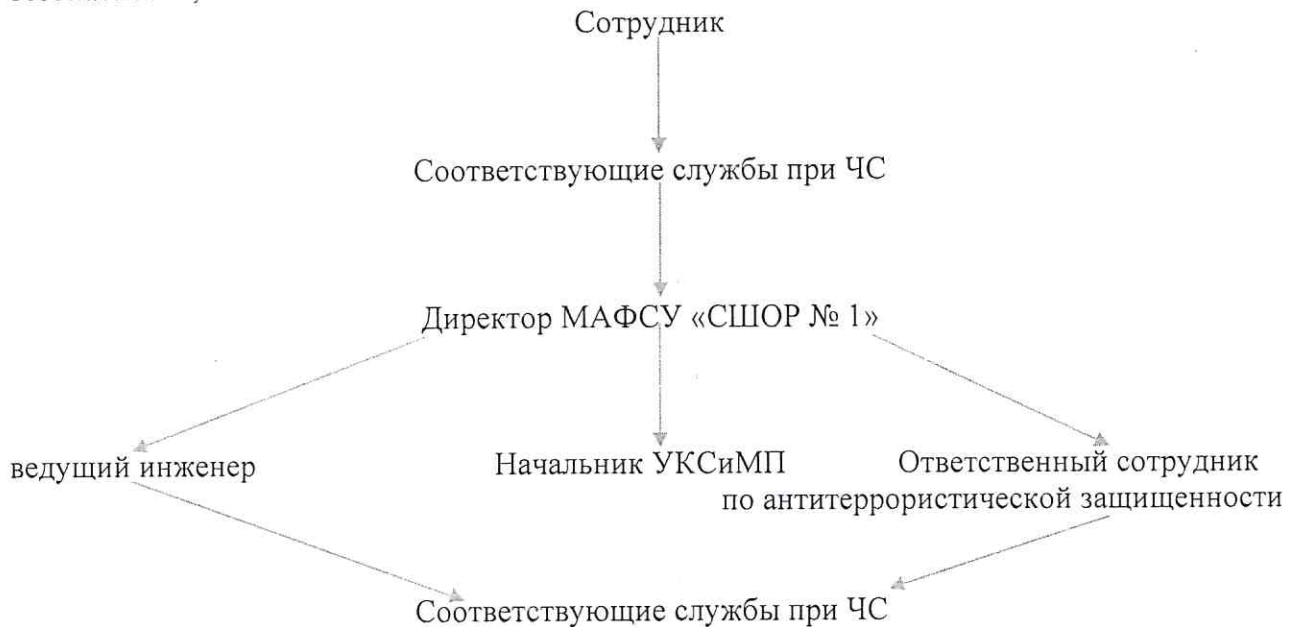 Сотрудник
Соответствующие службы при ЧС
Директор МАФСУ «СШОР № 1»
ведущий инженер
Начальник УКСиМП
Ответственный сотрудник
по антитеррористической защищенности
Соответствующие службы при ЧС